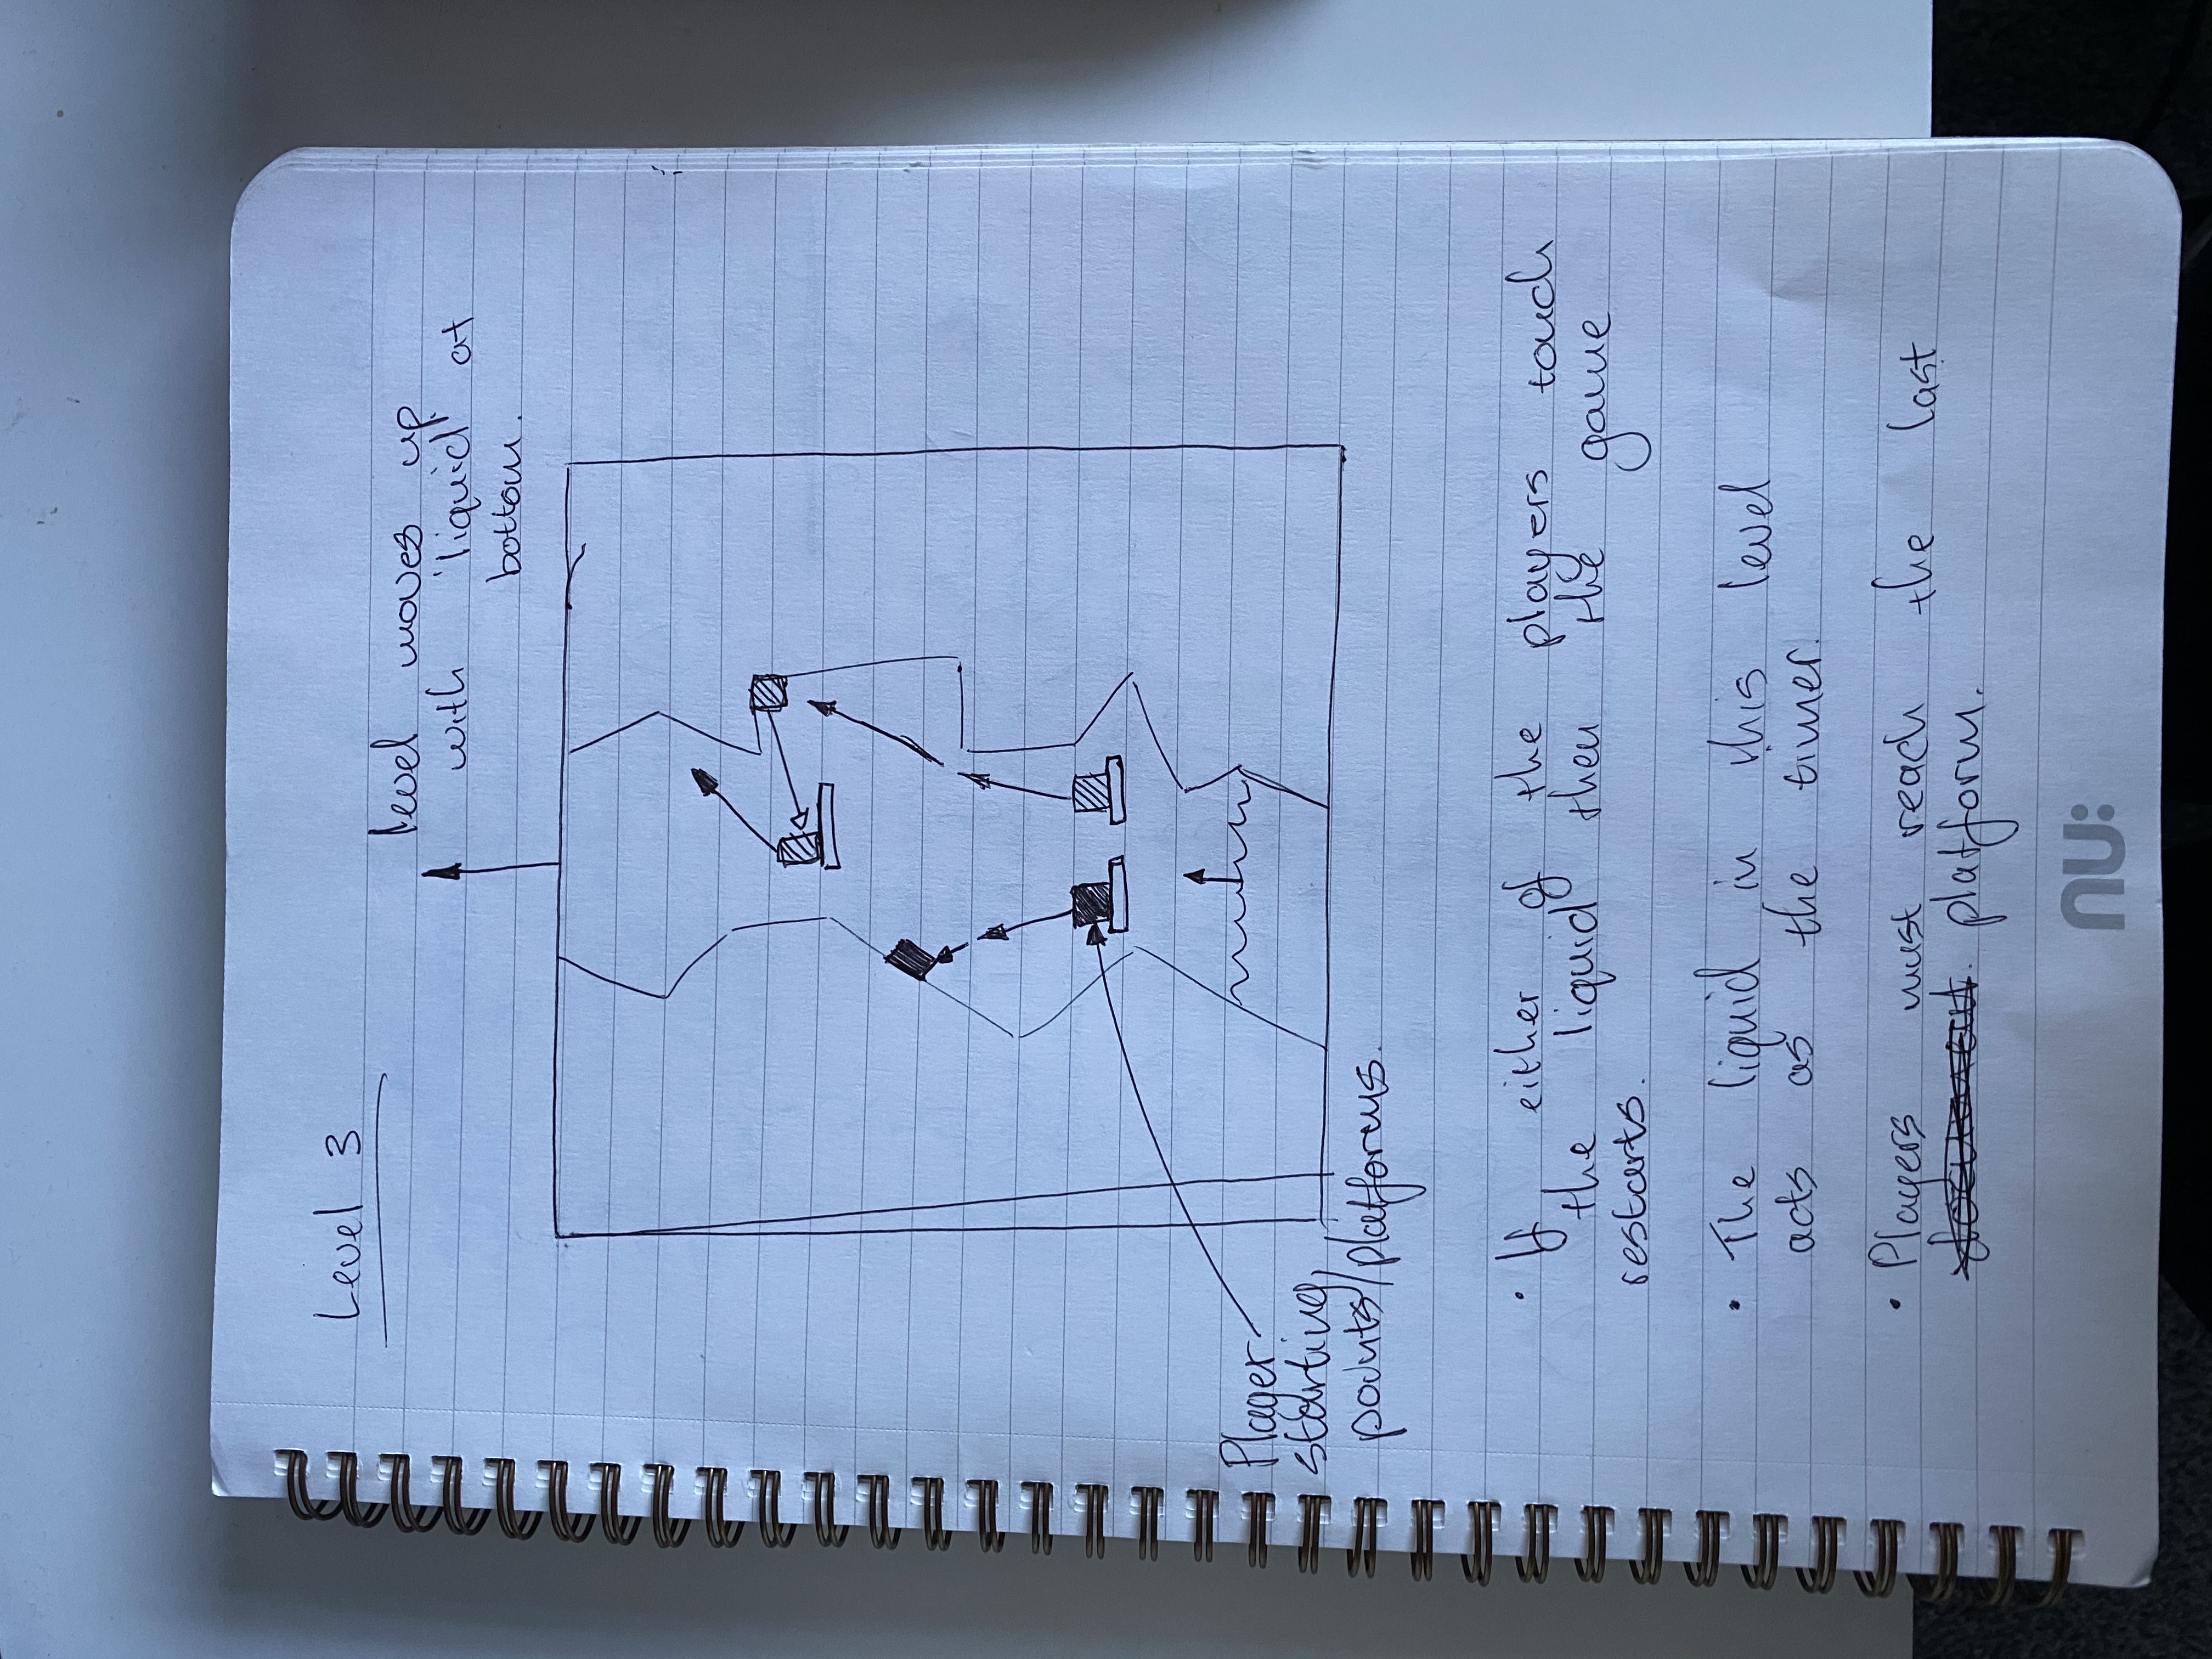 Level 3
level moves up
with 'liquid' at
bottom.
Player
starting
points/platforms.
• If either of the players touch
the liquid then the game
restarts.
• The liquid in this level
acts as the timer.
• Players must reach the last
platform.
nu: